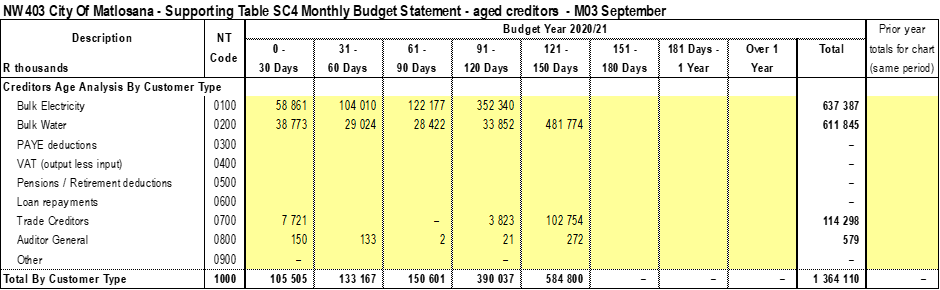 NW403 City Of Matlosana - Supporting Table SC4 Monthly Budget Statement - aged creditors - M03 September
Description NT Code Budget Year 2020/21 Prior year totals for chart (same period)
R thousands 0 - 30 Days 31 - 60 Days 61 - 90 Days 91 - 120 Days 121 - 150 Days 151 - 180 Days 181 Days - 1 Year Over 1 Year Total
Creditors Age Analysis By Customer Type
Bulk Electricity 0100 58 861 104 010 122 177 352 340 637 387
Bulk Water 0200 38 773 29 024 28 422 33 852 481 774 611 845
PAYE deductions 0300 –
VAT (output less input) 0400 –
Pensions / Retirement deductions 0500 –
Loan repayments 0600 –
Trade Creditors 0700 7 721 – 3 823 102 754 114 298
Auditor General 0800 150 133 2 21 272 579
Other 0900 – – –
Total By Customer Type 1000 105 505 133 167 150 601 390 037 584 800 – – – 1 364 110 –